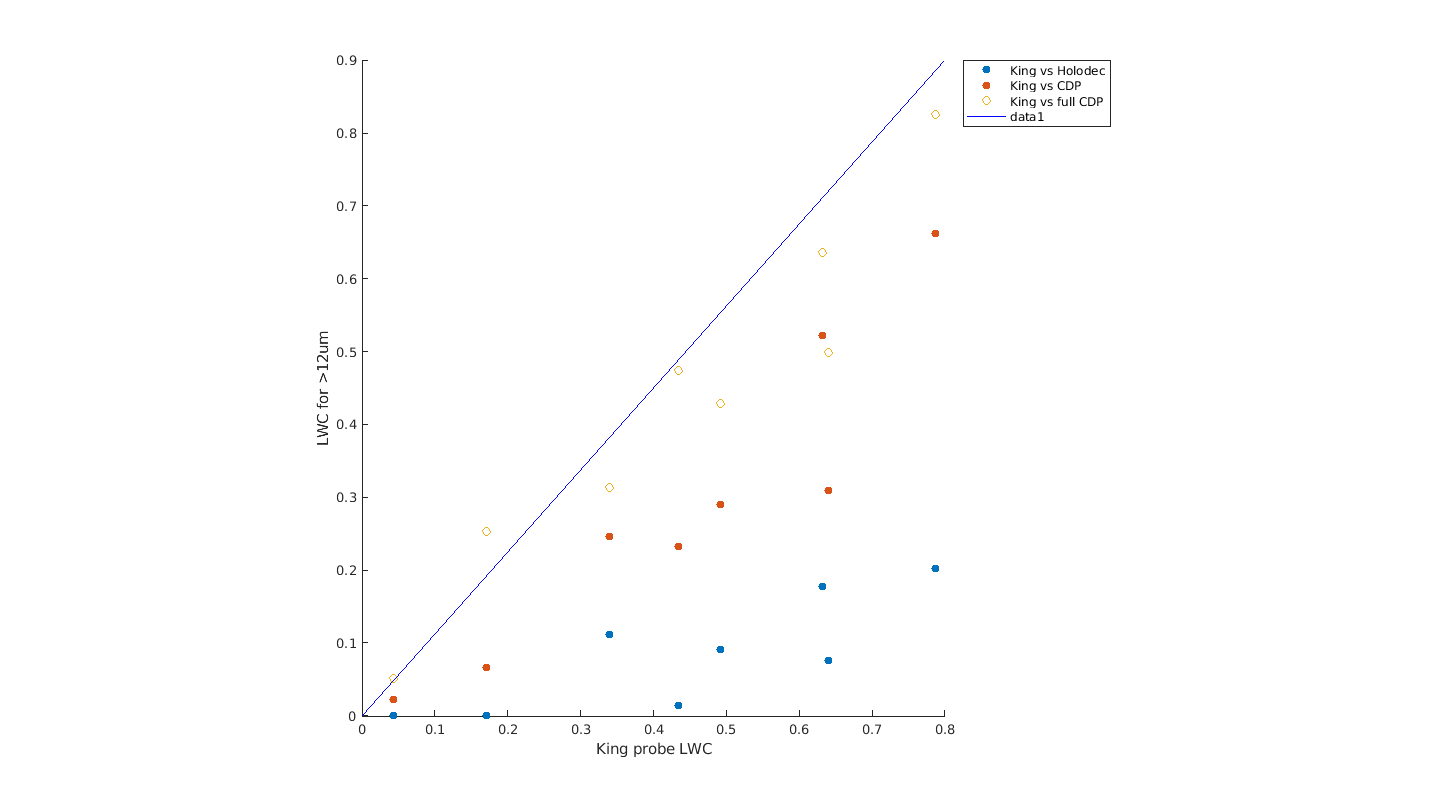 0.9
0.8
0.7
0.6
0.5
0.4
0.3
0.2
0.1
0
LWC for >12um
0 0.1 0.2 0.3 0.4 0.5 0.6 0.7 0.8
King probe LWC
King vs Holodec
King vs CDP
King vs full CDP
data1